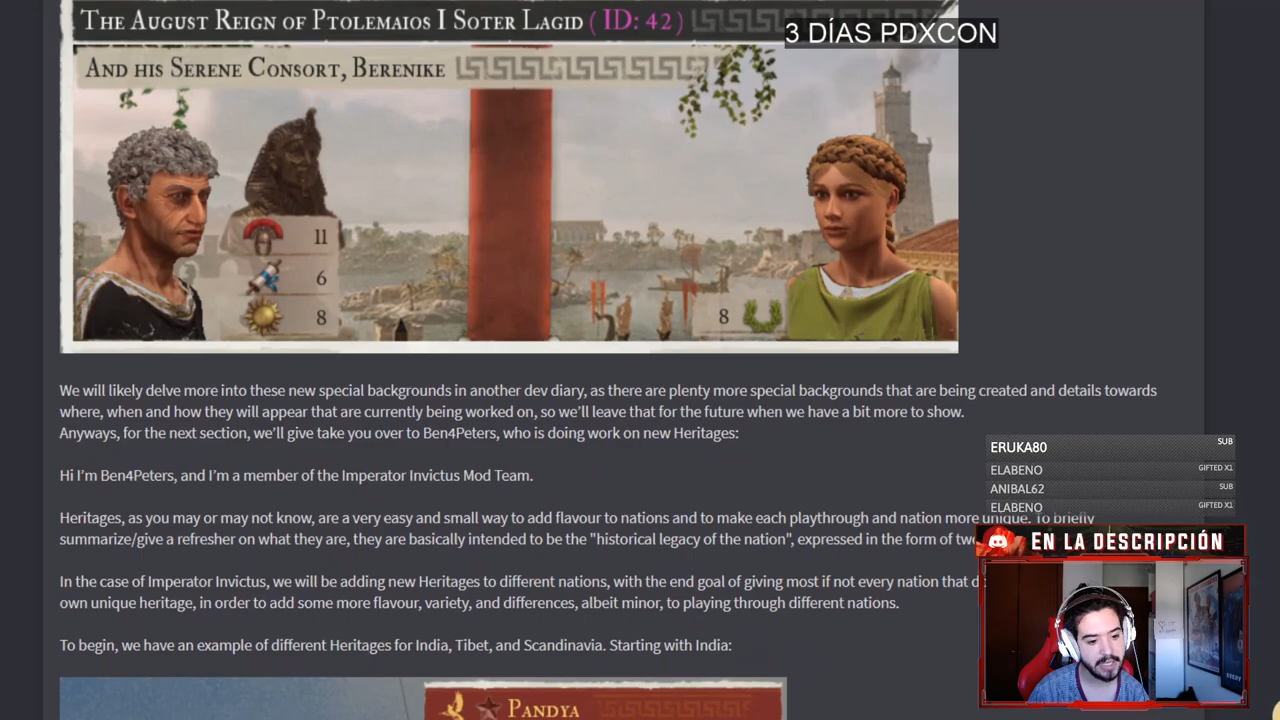 The August Reign of Ptolemaios I Soter Lagid ( ID: 42 )
3 DÍAS PDXCON
And his Serene Consort, Berenike
11
6
8
8
We will likely delve more into these new special backgrounds in another dev diary, as there are plenty more special backgrounds that are being created and details towards
where, when and how they will appear that are currently being worked on, so we'll leave that for the future when we have a bit more to show.
Anyways, for the next section, we'll give take you over to Ben4Peters, who is doing work on new Heritages:
Hi I'm Ben4Peters, and I'm a member of the Imperator Invictus Mod Team.
Heritages, as you may or may not know, are a very easy and small way to add flavour to nations and to make each playthrough and nation more unique. To briefly
summarize/give a refresher on what they are, they are basically intended to be the "historical legacy of the nation", expressed in the form of
In the case of Imperator Invictus, we will be adding new Heritages to different nations, with the end goal of giving most if not every nation that
own unique heritage, in order to add some more flavour, variety, and differences, albeit minor, to playing through different nations.
To begin, we have an example of different Heritages for India, Tibet, and Scandinavia. Starting with India:
Pandya
ERUKA80 SUB
ELABENO GIFTED X1
ANIBAL62 SUB
ELABENO GIFTED X1
EN LA DESCRIPCIÓN